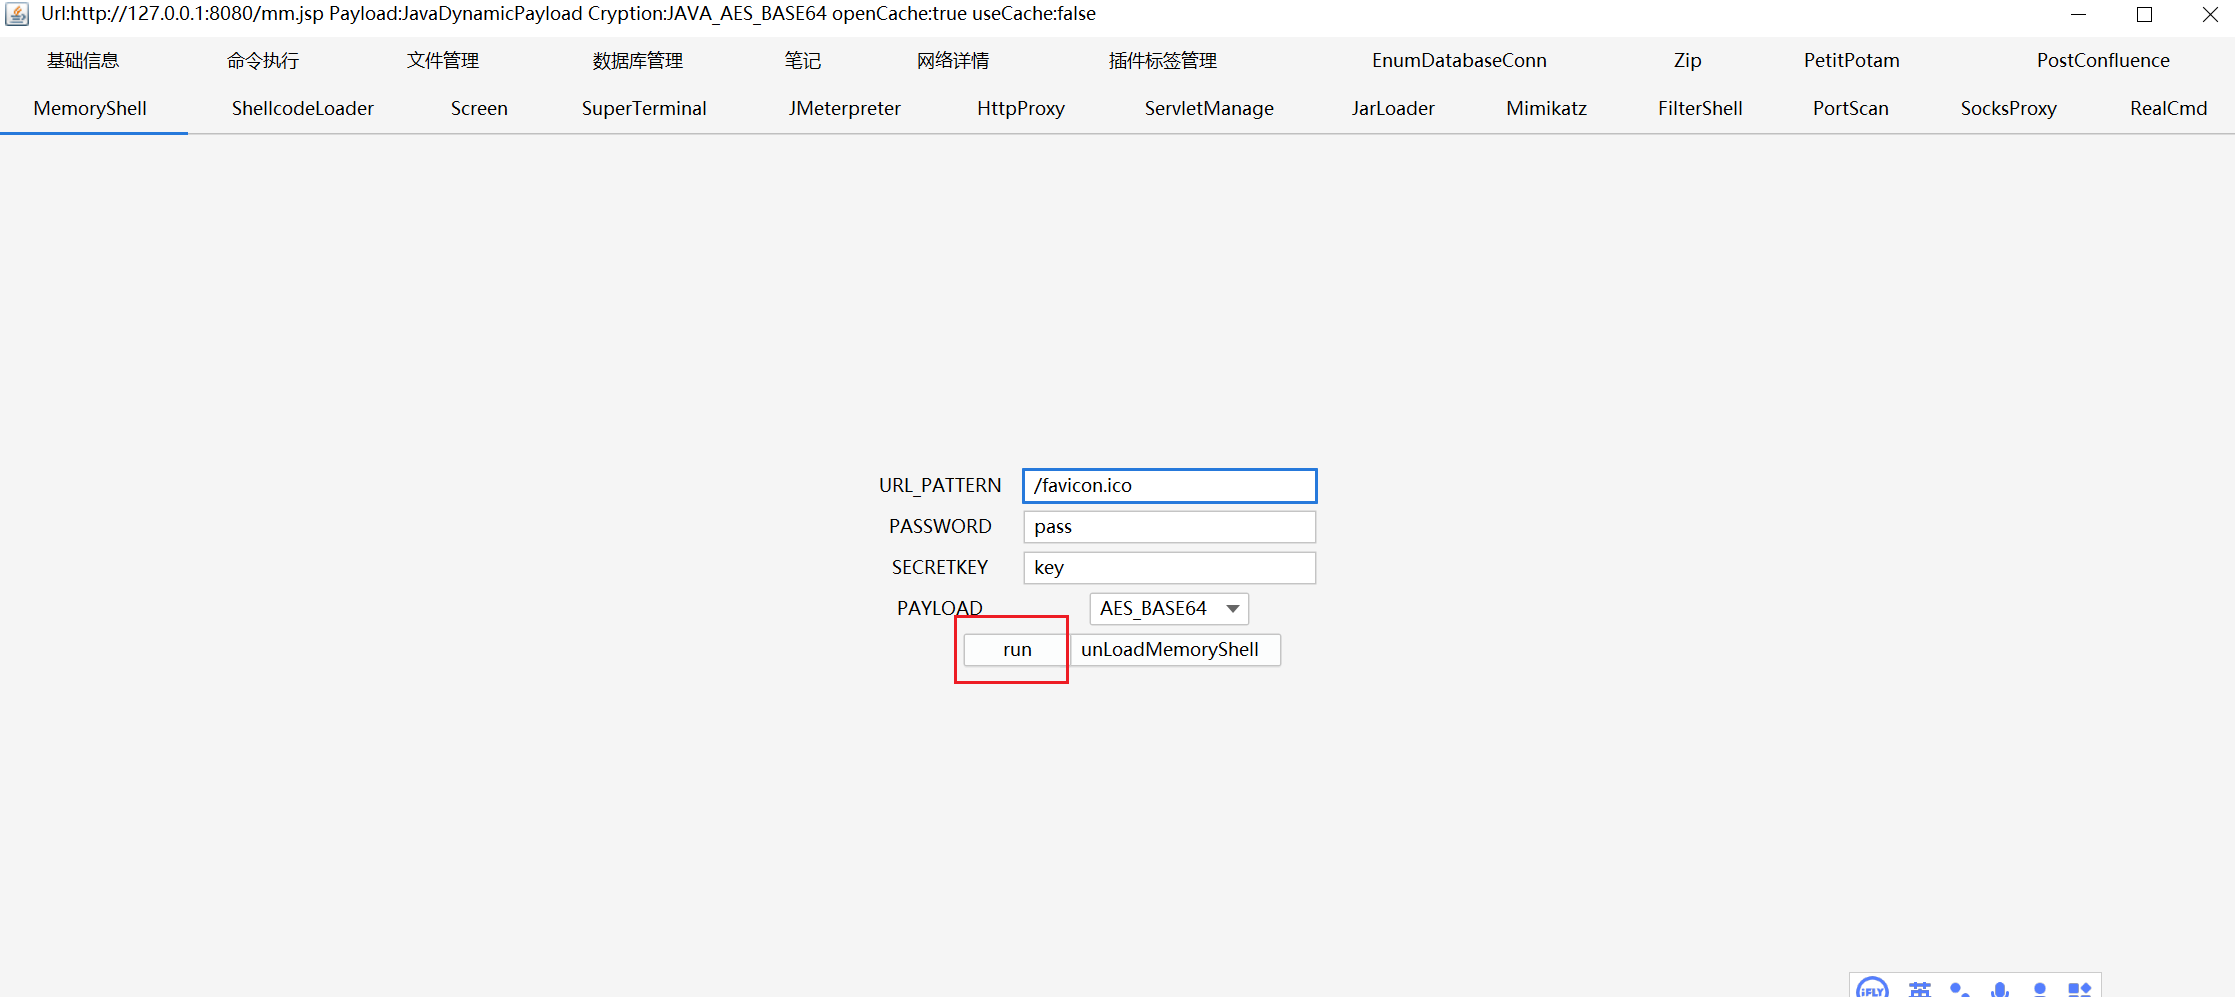 Url:http://127.0.0.1:8080/mm.jsp Payload:JavaDynamicPayload Cryption:JAVA_AES_BASE64 openCache:true useCache:false
基础信息 命令执行 文件管理 数据库管理 笔记 网络详情 插件标签管理 EnumDatabaseConn Zip PetitPotam PostConfluence
MemoryShell ShellcodeLoader Screen SuperTerminal JMeterpreter HttpProxy ServletManage JarLoader Mimikatz FilterShell PortScan SocksProxy RealCmd
URL_PATTERN /favicon.ico
PASSWORD pass
SECRETKEY key
PAYLOAD AES_BASE64
run unLoadMemoryShell
iFLY 英